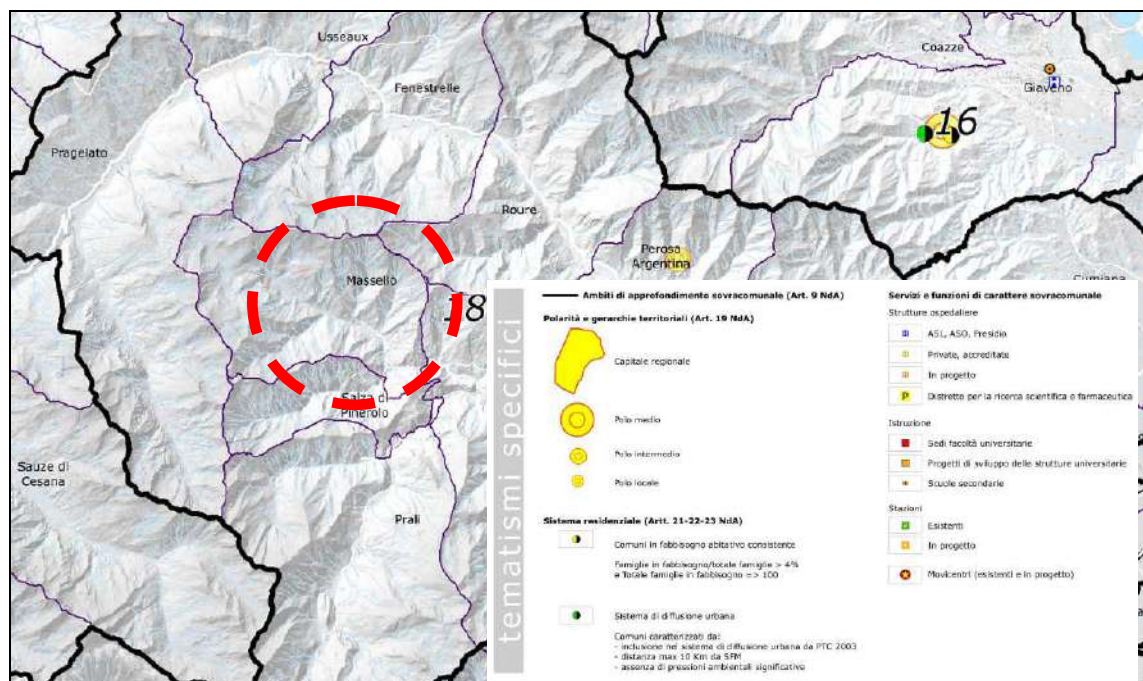 Usseaux
Coazze
Fenestrelle
Giaveno
16
Pragelato
Roure
Perosa
Argentina
Massello
Cumiana
18
Salza di
Pinerolo
Sauze di
Cesana
Prali
tematismi specifici
Ambiti di approfondimento sovracomunale (Art. 9 NdA)
Polarità e gerarchie territoriali (Art. 19 NdA)
Capitale regionale
Polo medio
Polo intermedio
Polo locale
Sistema residenziale (Artt. 21-22-23 NdA)
Comuni in fabbisogno abitativo consistente
Famiglie in fabbisogno/totale famiglie > 4%
e Totale famiglie in fabbisogno => 100
Sistema di diffusione urbana
Comuni caratterizzati da:
- inclusione nel sistema di diffusione urbana da PTC 2003
- distanza max 10 Km da SFM
- assenza di pressioni ambientali significative
Servizi e funzioni di carattere sovracomunale
Strutture ospedaliere
ASL, ASO, Presidio
Private, accreditate
In progetto
P Distretto per la ricerca scientifica e farmaceutica
Istruzione
Sedi facoltà universitarie
Progetti di sviluppo delle strutture universitarie
Scuole secondarie
Stazioni
Esistenti
In progetto
Movicentri (esistenti e in progetto)